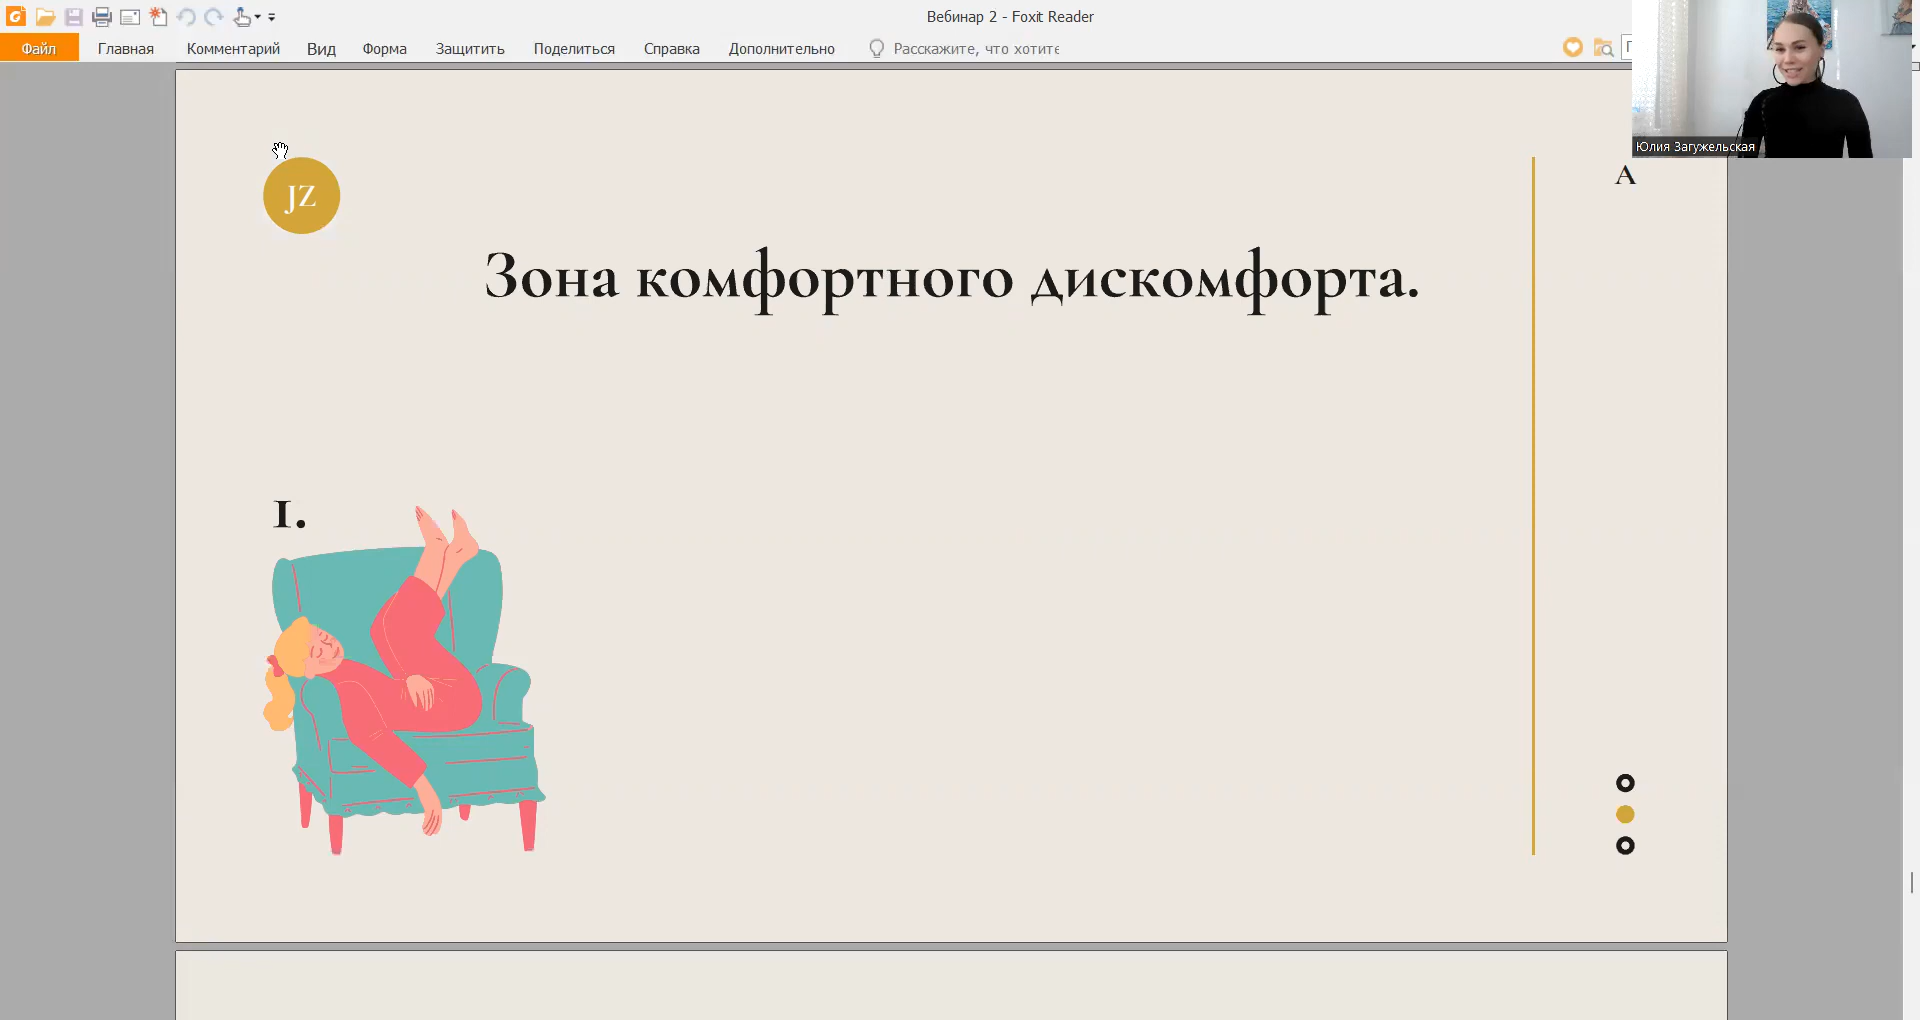 Вебинар 2 - Foxit Reader
Файл
Главная
Комментарий
Вид
Форма
Защитить
Поделиться
Справка
Дополнительно
Расскажите, что хотите
П
Юлия Загужельская
JZ
A
Зона комфортного дискомфорта.
1.